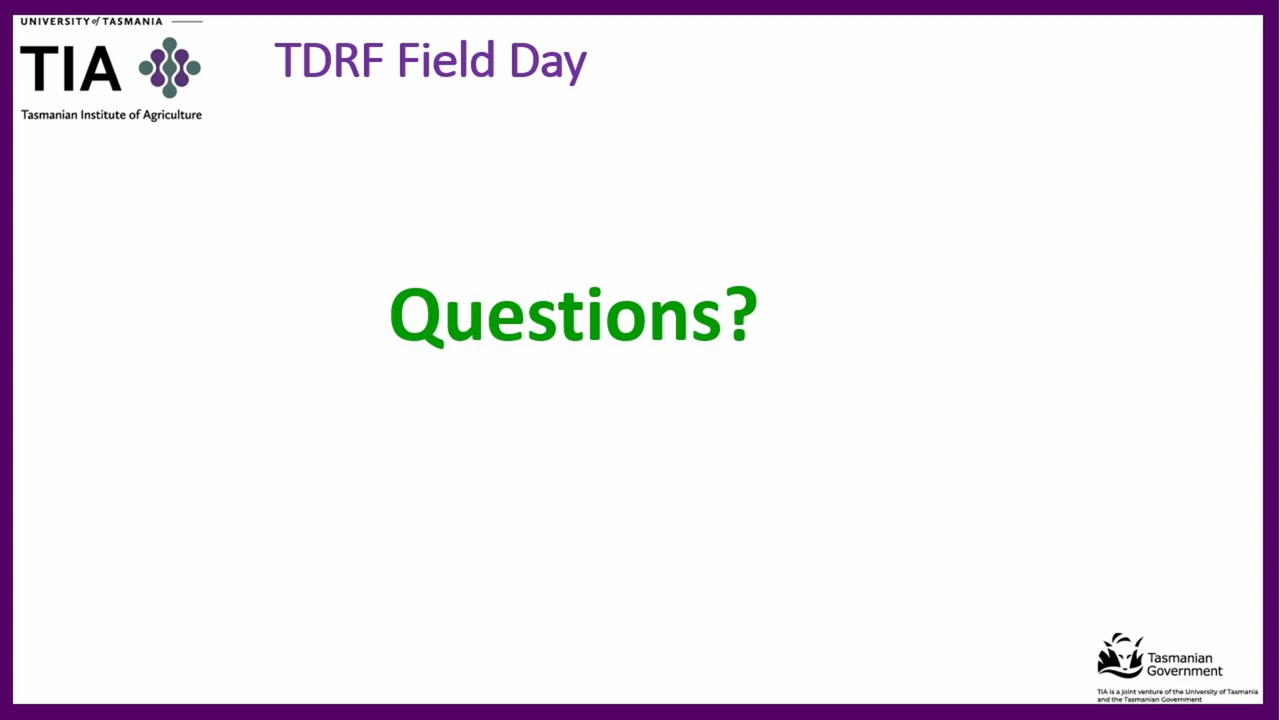 UNIVERSITY of TASMANIA
TIA
Tasmanian Institute of Agriculture
TDRF Field Day
Questions?
Tasmanian
Government
TIA is a joint venture of the University of Tasmania
and the Tasmanian Government